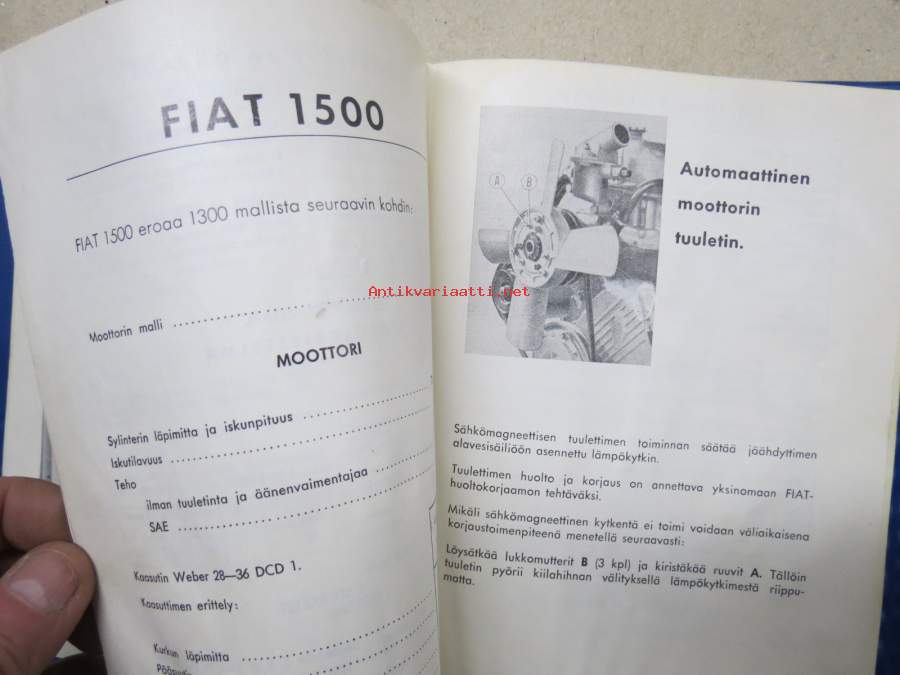 FIAT 1500
FIAT 1500 eroaa 1300 mallista seuraavin kohdin:
Moottorin malli
MOOTTORI
Sylinterin läpimitta ja iskunpituus
Iskutilavuus
Teho
ilman tuuletinta ja äänenvaimentajaa
SAE
Kaasutin Weber 28—36 DCD 1.
Kaasuttimen erittely:
Kurkun läpimitta
A B
Antikvariaatti.net
Automaattinen
moottorin
tuuletin.
Sähkömagneettisen tuulettimen toiminnan säätää jäähdyttimen
alavesisäiliöön asennettu lämpökytkin.
Tuulettimen huolto ja korjaus on annettava yksinomaan FIAT-
huoltokorjaamon tehtäväksi.
Mikäli sähkömagneettinen kytkentä ei toimi voidaan väliaikaisena
korjaustoimenpiteenä menetellä seuraavasti:
Löysätkää lukkomutterit B (3 kpl) ja kiristäkää ruuvit A. Tällöin
tuuletin pyörii kiilahihnan välityksellä lämpökytkimestä riippu-
matta.